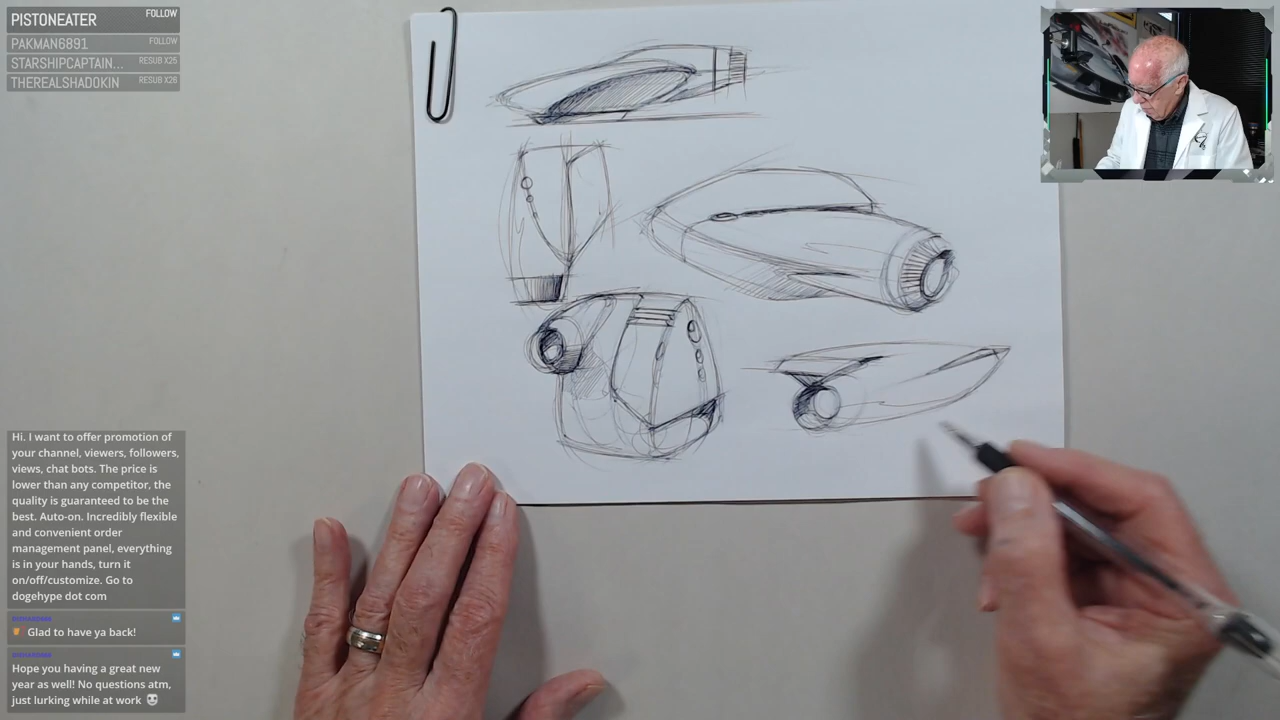 PISTONEATER FOLLOW
PAKMAN6891 FOLLOW
STARSHIPCAPTAIN... RESUB X25
THEREALSHADOKIN RESUB X26
Hi. I want to offer promotion of
your channel, viewers, followers,
views, chat bots. The price is
lower than any competitor, the
quality is guaranteed to be the
best. Auto-on. Incredibly flexible
and convenient order
management panel, everything
is in your hands, turn it
on/off/customize. Go to
dogehype dot com
Glad to have ya back!
Hope you having a great new
year as well! No questions atm,
just lurking while at work